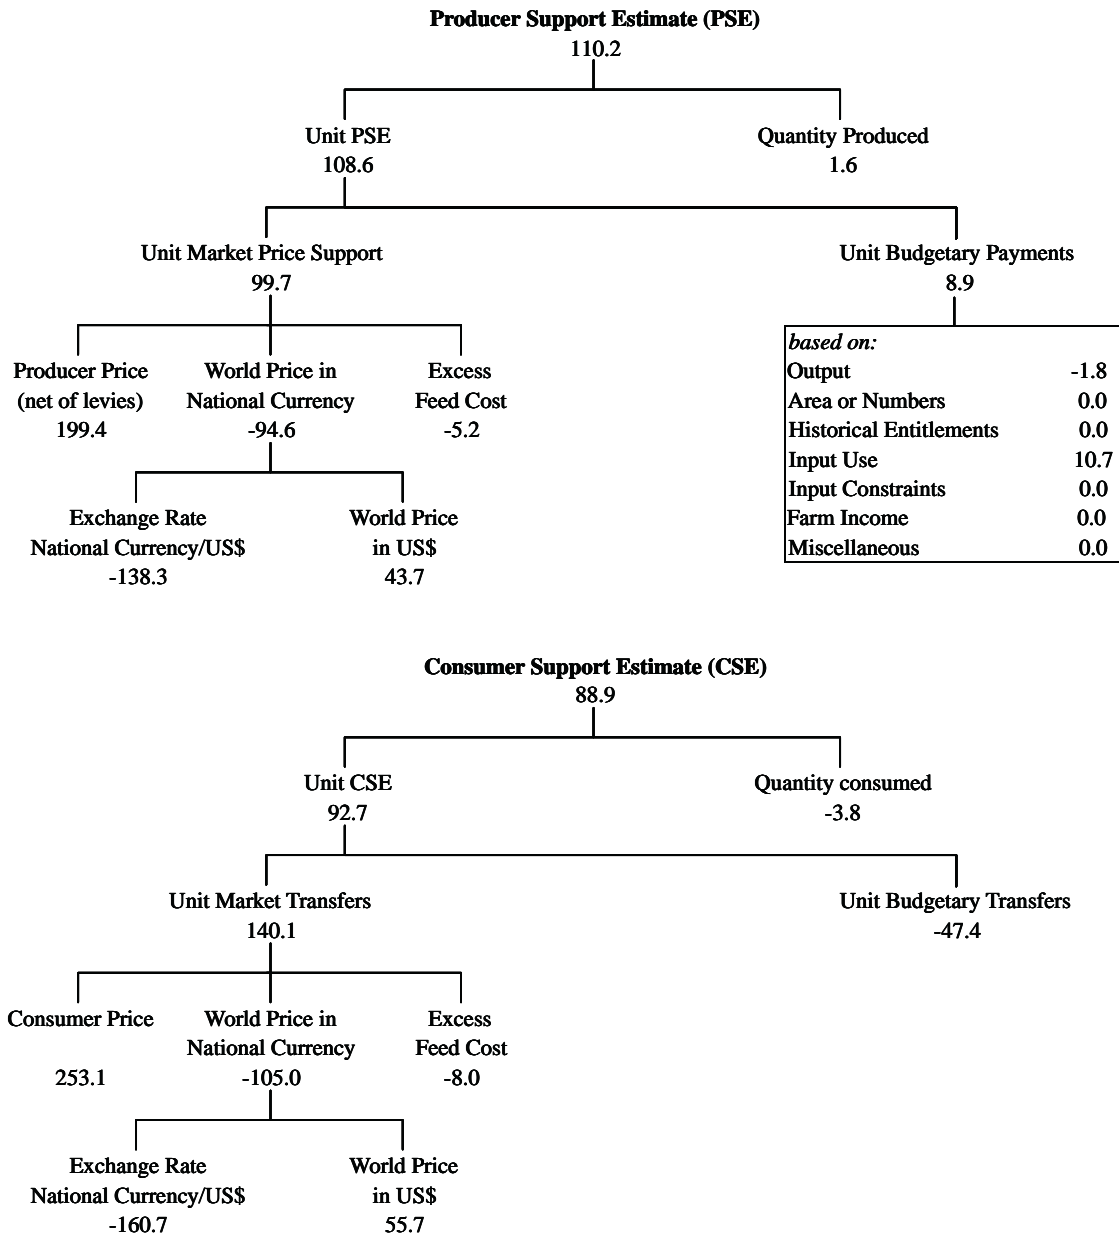 Producer Support Estimate (PSE)
110.2
Unit PSE
108.6
Quantity Produced
1.6
Unit Market Price Support
99.7
Unit Budgetary Payments
8.9
Producer Price
(net of levies)
199.4
World Price in
National Currency
-94.6
Excess
Feed Cost
-5.2
Exchange Rate
National Currency/US$
-138.3
World Price
in US$
43.7
based on:
Output -1.8
Area or Numbers 0.0
Historical Entitlements 0.0
Input Use 10.7
Input Constraints 0.0
Farm Income 0.0
Miscellaneous 0.0
Consumer Support Estimate (CSE)
88.9
Unit CSE
92.7
Quantity consumed
-3.8
Unit Market Transfers
140.1
Unit Budgetary Transfers
-47.4
Consumer Price
253.1
World Price in
National Currency
-105.0
Excess
Feed Cost
-8.0
Exchange Rate
National Currency/US$
-160.7
World Price
in US$
55.7